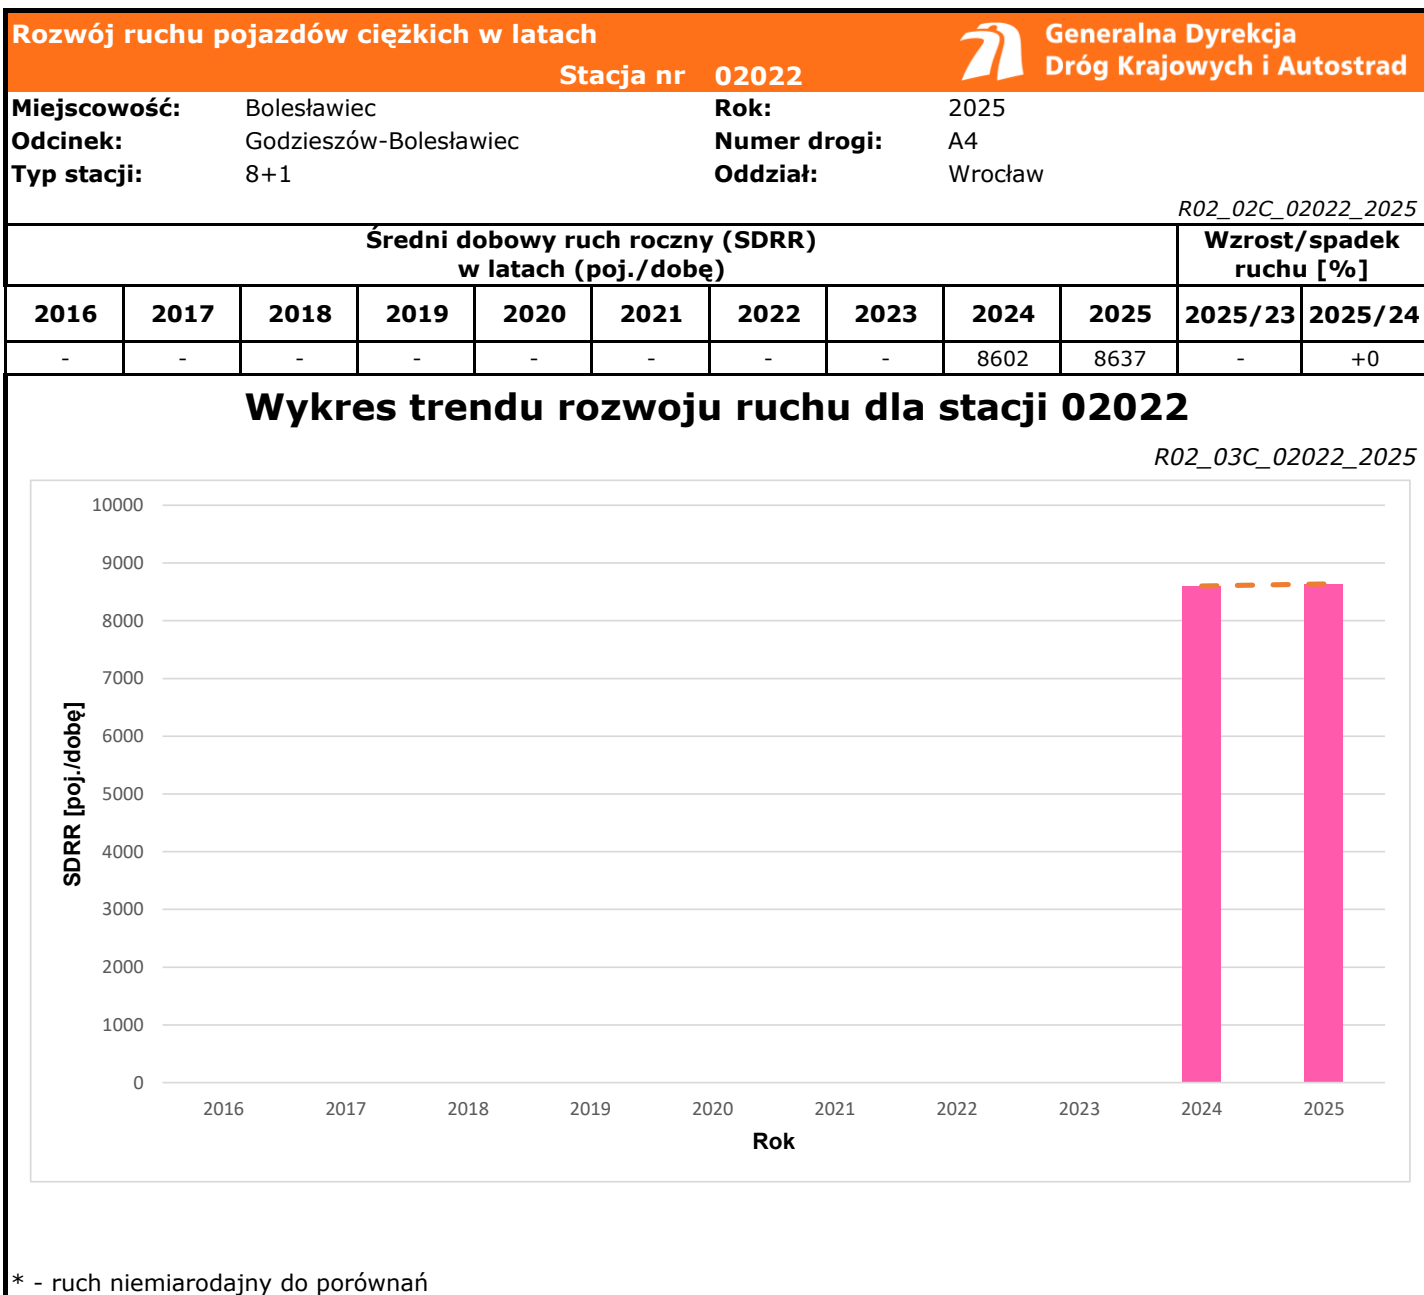 Rozwój ruchu pojazdów ciężkich w latach
Generalna Dyrekcja
Dróg Krajowych i Autostrad
Stacja nr 02022
Miejscowość: Bolesławiec Rok: 2025
Odcinek: Godzieszów-Bolesławiec Numer drogi: A4
Typ stacji: 8+1 Oddział: Wrocław
R02_02C_02022_2025
Średni dobowy ruch roczny (SDRR)
w latach (poj./dobę)
Wzrost/spadek
ruchu [%]
2016 2017 2018 2019 2020 2021 2022 2023 2024 2025 2025/23 2025/24
- - - - - - - - 8602 8637 - +0
Wykres trendu rozwoju ruchu dla stacji 02022
R02_03C_02022_2025
10000
9000
8000
7000
6000
5000
4000
3000
2000
1000
0
SDRR [poj./dobę]
2016 2017 2018 2019 2020 2021 2022 2023 2024 2025
Rok
* - ruch niemiarodajny do porównań